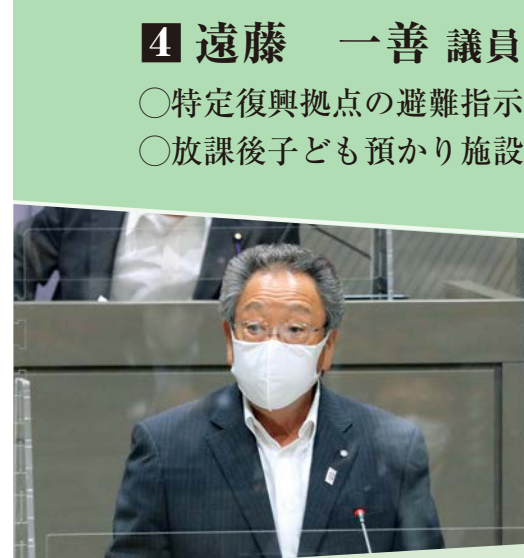 4 遠藤　一善 議員
○特定復興拠点の避難指示
○放課後子ども預かり施設